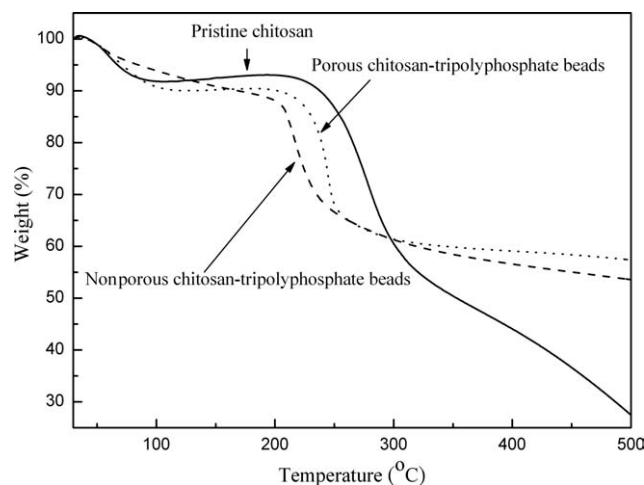 Pristine chitosan
Porous chitosan-tripolyphosphate beads
Nonporous chitosan-tripolyphosphate beads
Weight (%)
100
90
80
70
60
50
40
30
100
200
300
400
500
Temperature (°C)